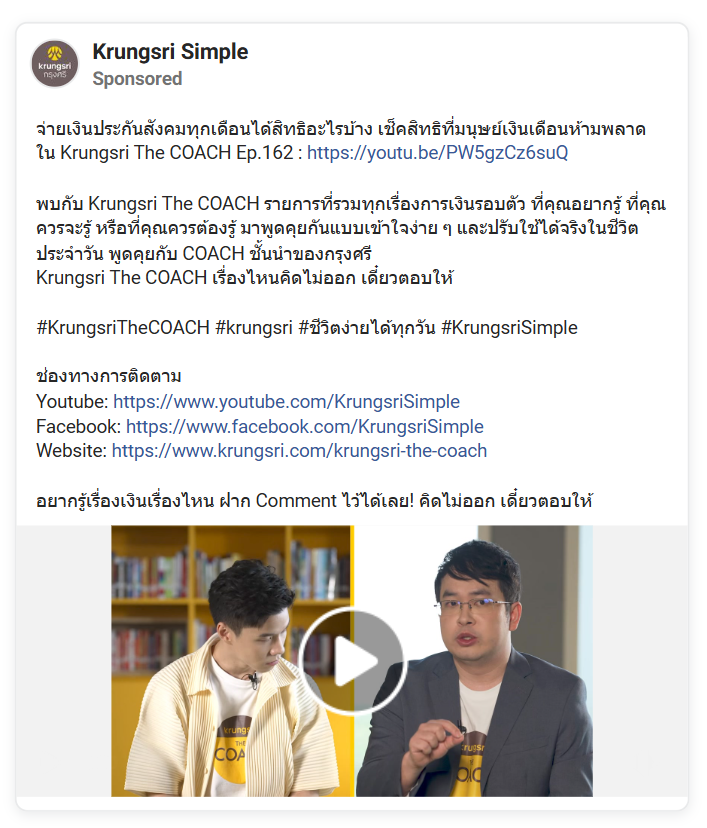 krungsri
กรุงศรี
Krungsri Simple
Sponsored
จ่ายเงินประกันสังคมทุกเดือนได้สิทธิอะไรบ้าง เช็คสิทธิที่มนุษย์เงินเดือนห้ามพลาด
ใน Krungsri The COACH Ep.162 : https://youtu.be/PW5gzCz6suQ
พบกับ Krungsri The COACH รายการที่รวมทุกเรื่องการเงินรอบตัว ที่คุณอยากรู้ ที่คุณ
ควรจะรู้ หรือที่คุณควรต้องรู้ มาพูดคุยกันแบบเข้าใจง่าย ๆ และปรับใช้ได้จริงในชีวิต
ประจำวัน พูดคุยกับ COACH ชั้นนำของกรุงศรี
Krungsri The COACH เรื่องไหนคิดไม่ออก เดี๋ยวตอบให้
#KrungsriTheCOACH #krungsri #ชีวิตง่ายได้ทุกวัน #KrungsriSimple
ช่องทางการติดตาม
Youtube: https://www.youtube.com/KrungsriSimple
Facebook: https://www.facebook.com/KrungsriSimple
Website: https://www.krungsri.com/krungsri-the-coach
อยากรู้เรื่องเงินเรื่องไหน ฝาก Comment ไว้ได้เลย! คิดไม่ออก เดี๋ยวตอบให้
krungsri
THE